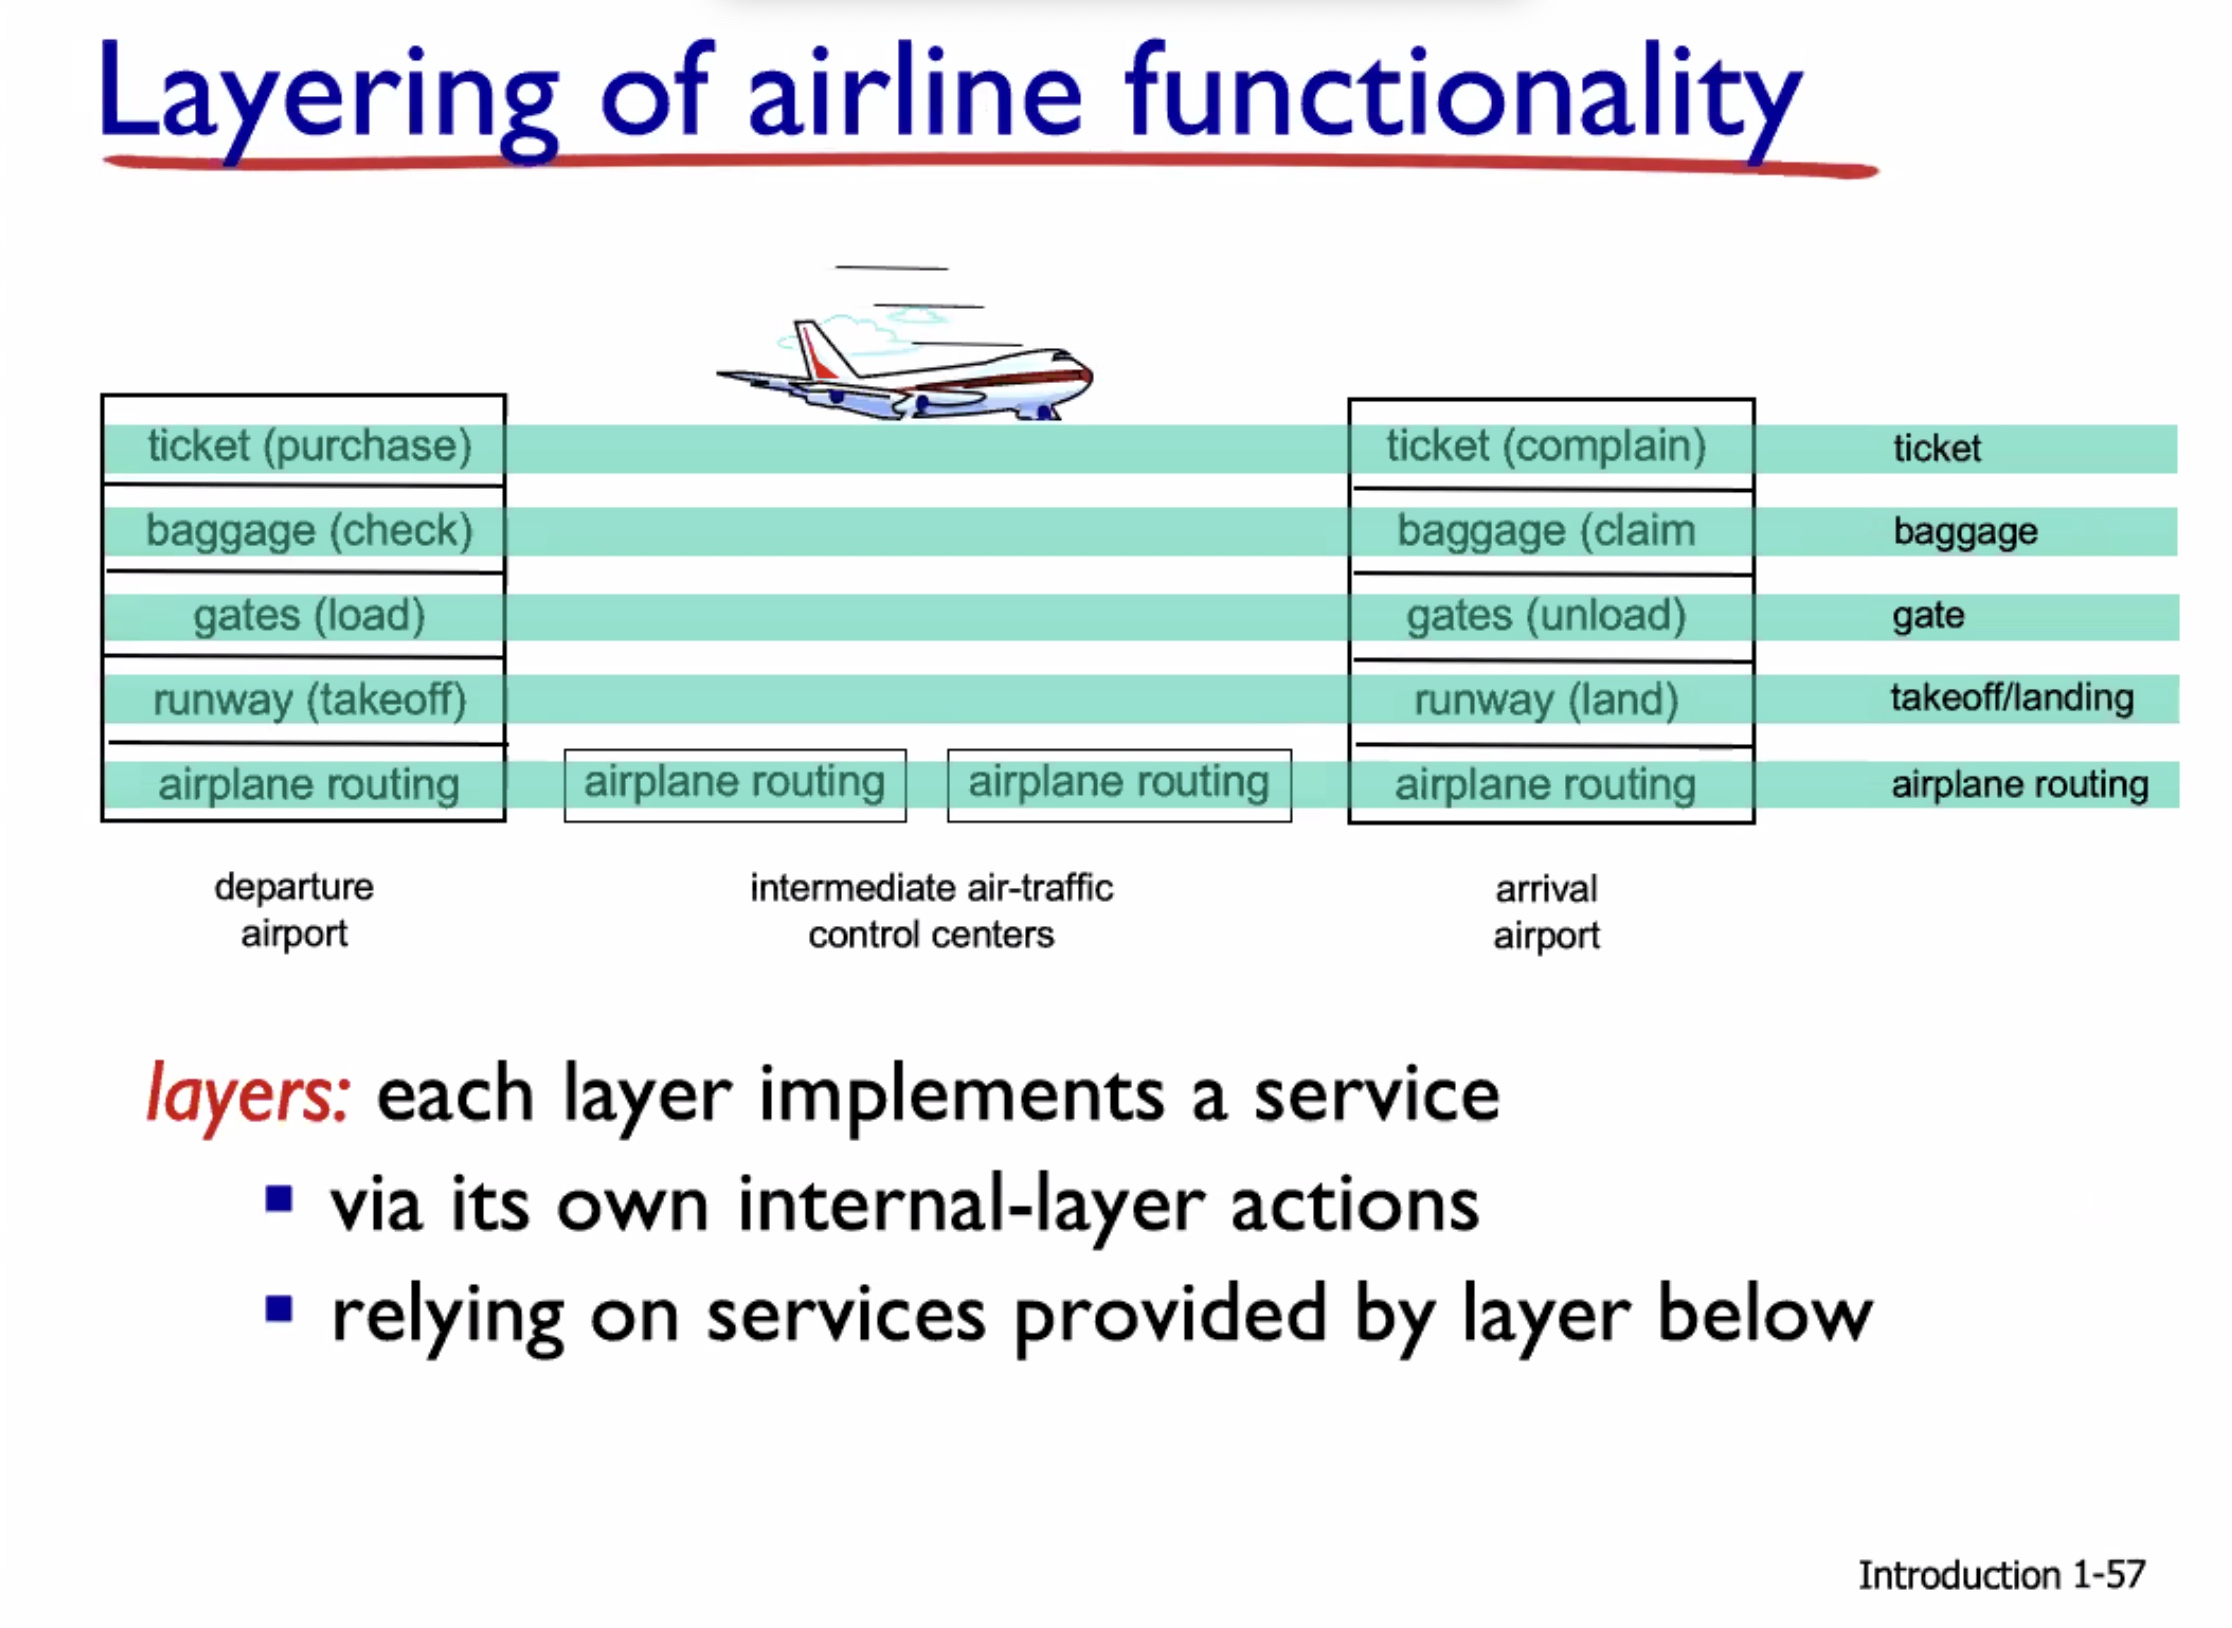 Layering of airline functionality
ticket (purchase) ticket (complain) ticket
baggage (check) baggage (claim baggage
gates (load) gates (unload) gate
runway (takeoff) runway (land) takeoff/landing
airplane routing airplane routing airplane routing airplane routing airplane routing
departure
airport
intermediate air-traffic
control centers
arrival
airport
layers: each layer implements a service
▪ via its own internal-layer actions
▪ relying on services provided by layer below
Introduction 1-57